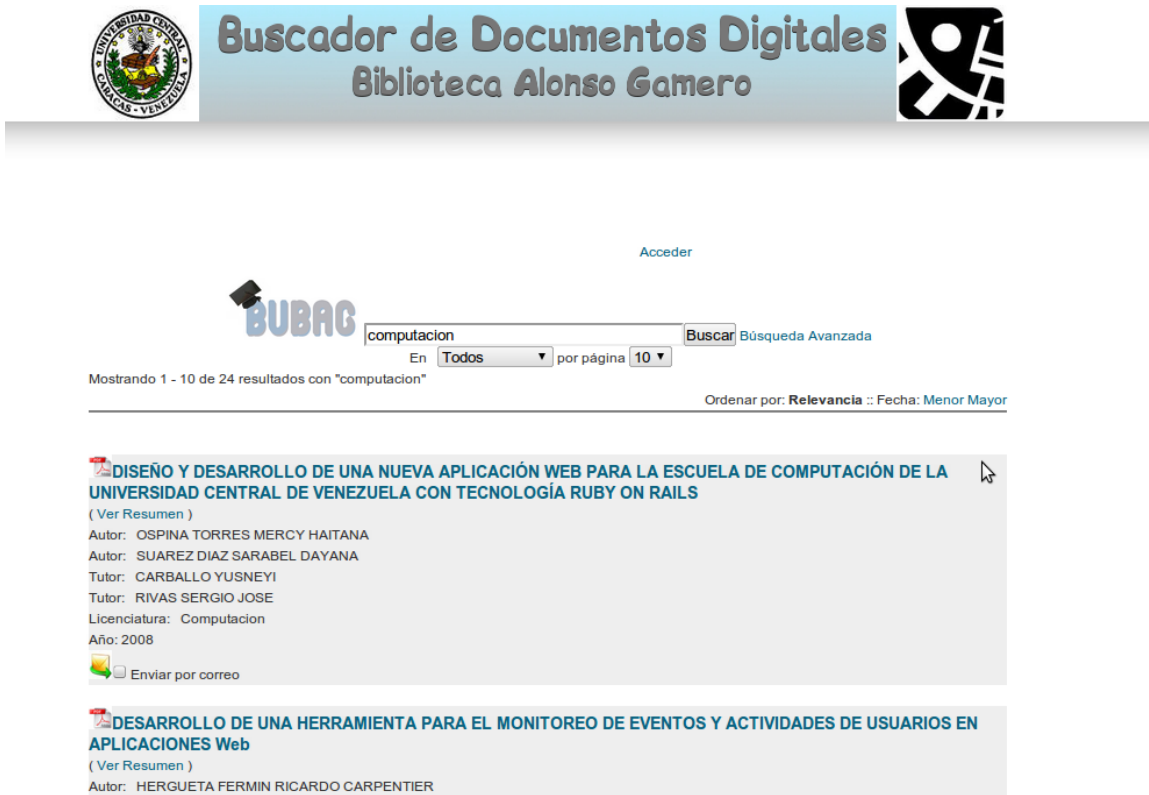 UNIVERSIDAD CENTRAL
CARACAS - VENEZUELA
Buscador de Documentos Digitales
Biblioteca Alonso Gamero
Acceder
BUBAG
computacion Buscar Búsqueda Avanzada
En Todos por página 10
Mostrando 1 - 10 de 24 resultados con "computacion"
Ordenar por: Relevancia :: Fecha: Menor Mayor
DISEÑO Y DESARROLLO DE UNA NUEVA APLICACIÓN WEB PARA LA ESCUELA DE COMPUTACIÓN DE LA
UNIVERSIDAD CENTRAL DE VENEZUELA CON TECNOLOGÍA RUBY ON RAILS
( Ver Resumen )
Autor: OSPINA TORRES MERCY HAITANA
Autor: SUAREZ DIAZ SARABEL DAYANA
Tutor: CARBALLO YUSNEYI
Tutor: RIVAS SERGIO JOSE
Licenciatura: Computacion
Año: 2008
Enviar por correo
DESARROLLO DE UNA HERRAMIENTA PARA EL MONITOREO DE EVENTOS Y ACTIVIDADES DE USUARIOS EN
APLICACIONES Web
( Ver Resumen )
Autor: HERGUETA FERMIN RICARDO CARPENTIER